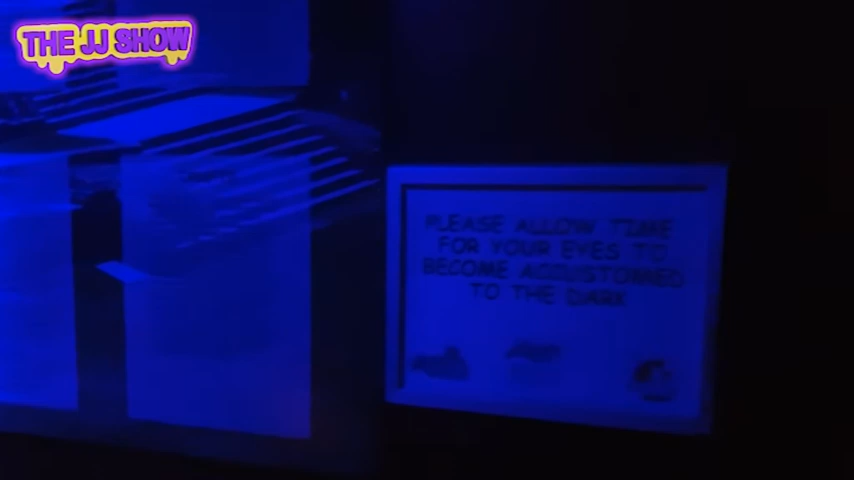 THE JJ SHOW
PLEASE ALLOW TIME
FOR YOUR EYES TO
BECOME ACCUSTOMED
TO THE DARK